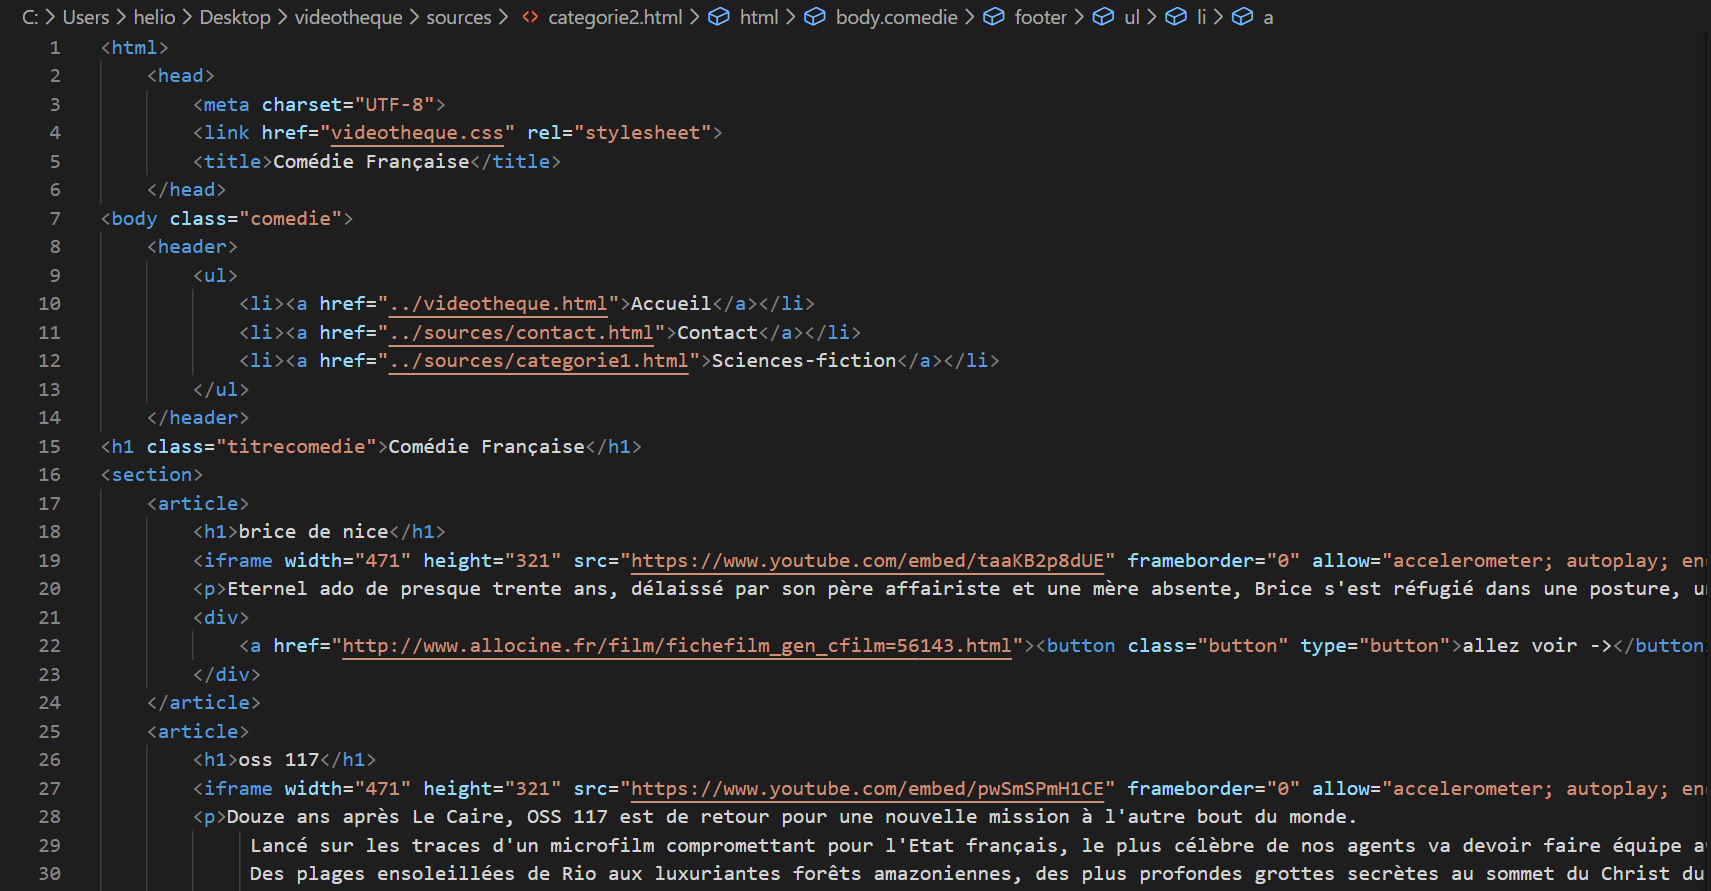 C: > Users > helio > Desktop > videotheque > sources > <> categorie2.html > html > body.comedie > footer > ul > li > a
1 <html>
2 <head>
3 <meta charset="UTF-8">
4 <link href="videotheque.css" rel="stylesheet">
5 <title>Comédie Française</title>
6 </head>
7 <body class="comedie">
8 <header>
9 <ul>
10 <li><a href="../videotheque.html">Accueil</a></li>
11 <li><a href="../sources/contact.html">Contact</a></li>
12 <li><a href="../sources/categorie1.html">Sciences-fiction</a></li>
13 </ul>
14 </header>
15 <h1 class="titrecomedie">Comédie Française</h1>
16 <section>
17 <article>
18 <h1>brice de nice</h1>
19 <iframe width="471" height="321" src="https://www.youtube.com/embed/taaKB2p8dUE" frameborder="0" allow="accelerometer; autoplay; en
20 <p>Eternel ado de presque trente ans, délaissé par son père affairiste et une mère absente, Brice s'est réfugié dans une posture, u
21 <div>
22 <a href="http://www.allocine.fr/film/fichefilm_gen_cfilm=56143.html"><button class="button" type="button">allez voir -></button
23 </div>
24 </article>
25 <article>
26 <h1>oss 117</h1>
27 <iframe width="471" height="321" src="https://www.youtube.com/embed/pwSmSPmH1CE" frameborder="0" allow="accelerometer; autoplay; en
28 <p>Douze ans après Le Caire, OSS 117 est de retour pour une nouvelle mission à l'autre bout du monde.
29 Lancé sur les traces d'un microfilm compromettant pour l'Etat français, le plus célèbre de nos agents va devoir faire équipe a
30 Des plages ensoleillées de Rio aux luxuriantes forêts amazoniennes, des plus profondes grottes secrètes au sommet du Christ du